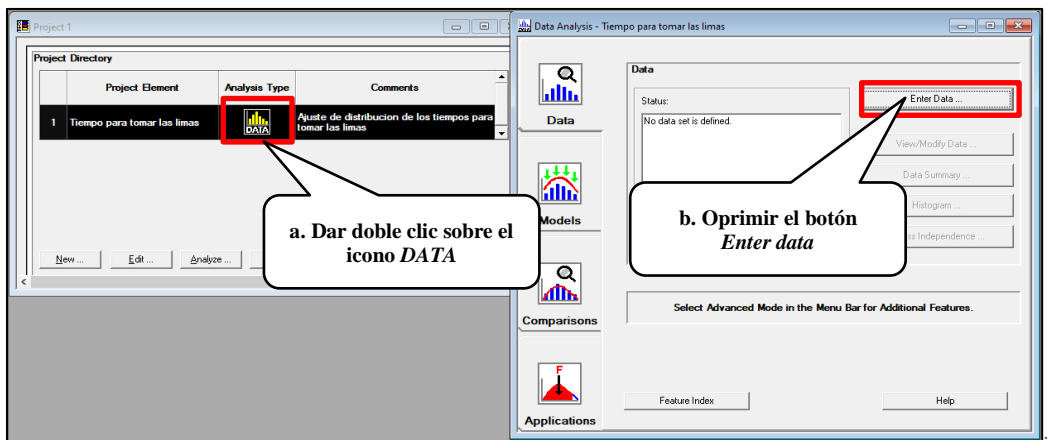 Project 1
Project Directory
Project Element
Analysis Type
Comments
1
Tiempo para tomar las limas
DATA
Ajuste de distribucion de los tiempos para
tomar las limas
a. Dar doble clic sobre el
icono DATA
New ...
Edit ...
Analyze ...
Data Analysis - Tiempo para tomar las limas
Data
Models
Comparisons
F
Applications
Data
Status:
No data set is defined.
Enter Data ...
View/Modify Data ...
Data Summary ...
Histogram ...
Independence ...
b. Oprimir el botón
Enter data
Select Advanced Mode in the Menu Bar for Additional Features.
Feature Index
Help